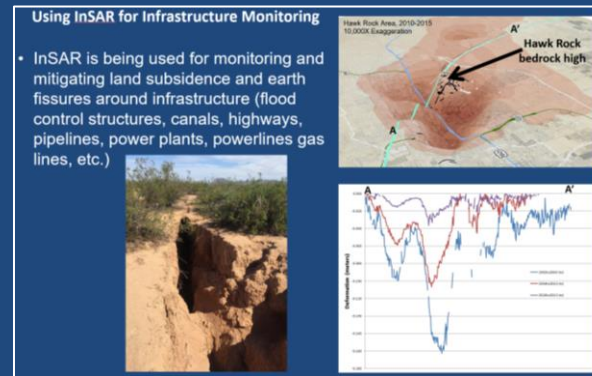 Using InSAR for Infrastructure Monitoring
• InSAR is being used for monitoring and
mitigating land subsidence and earth
fissures around infrastructure (flood
control structures, canals, highways,
pipelines, power plants, powerlines gas
lines, etc.)
Hawk Rock Area, 2010-2015
10,000X Exaggeration
A'
Hawk Rock
bedrock high
A
A
A'
Deformation (meters)